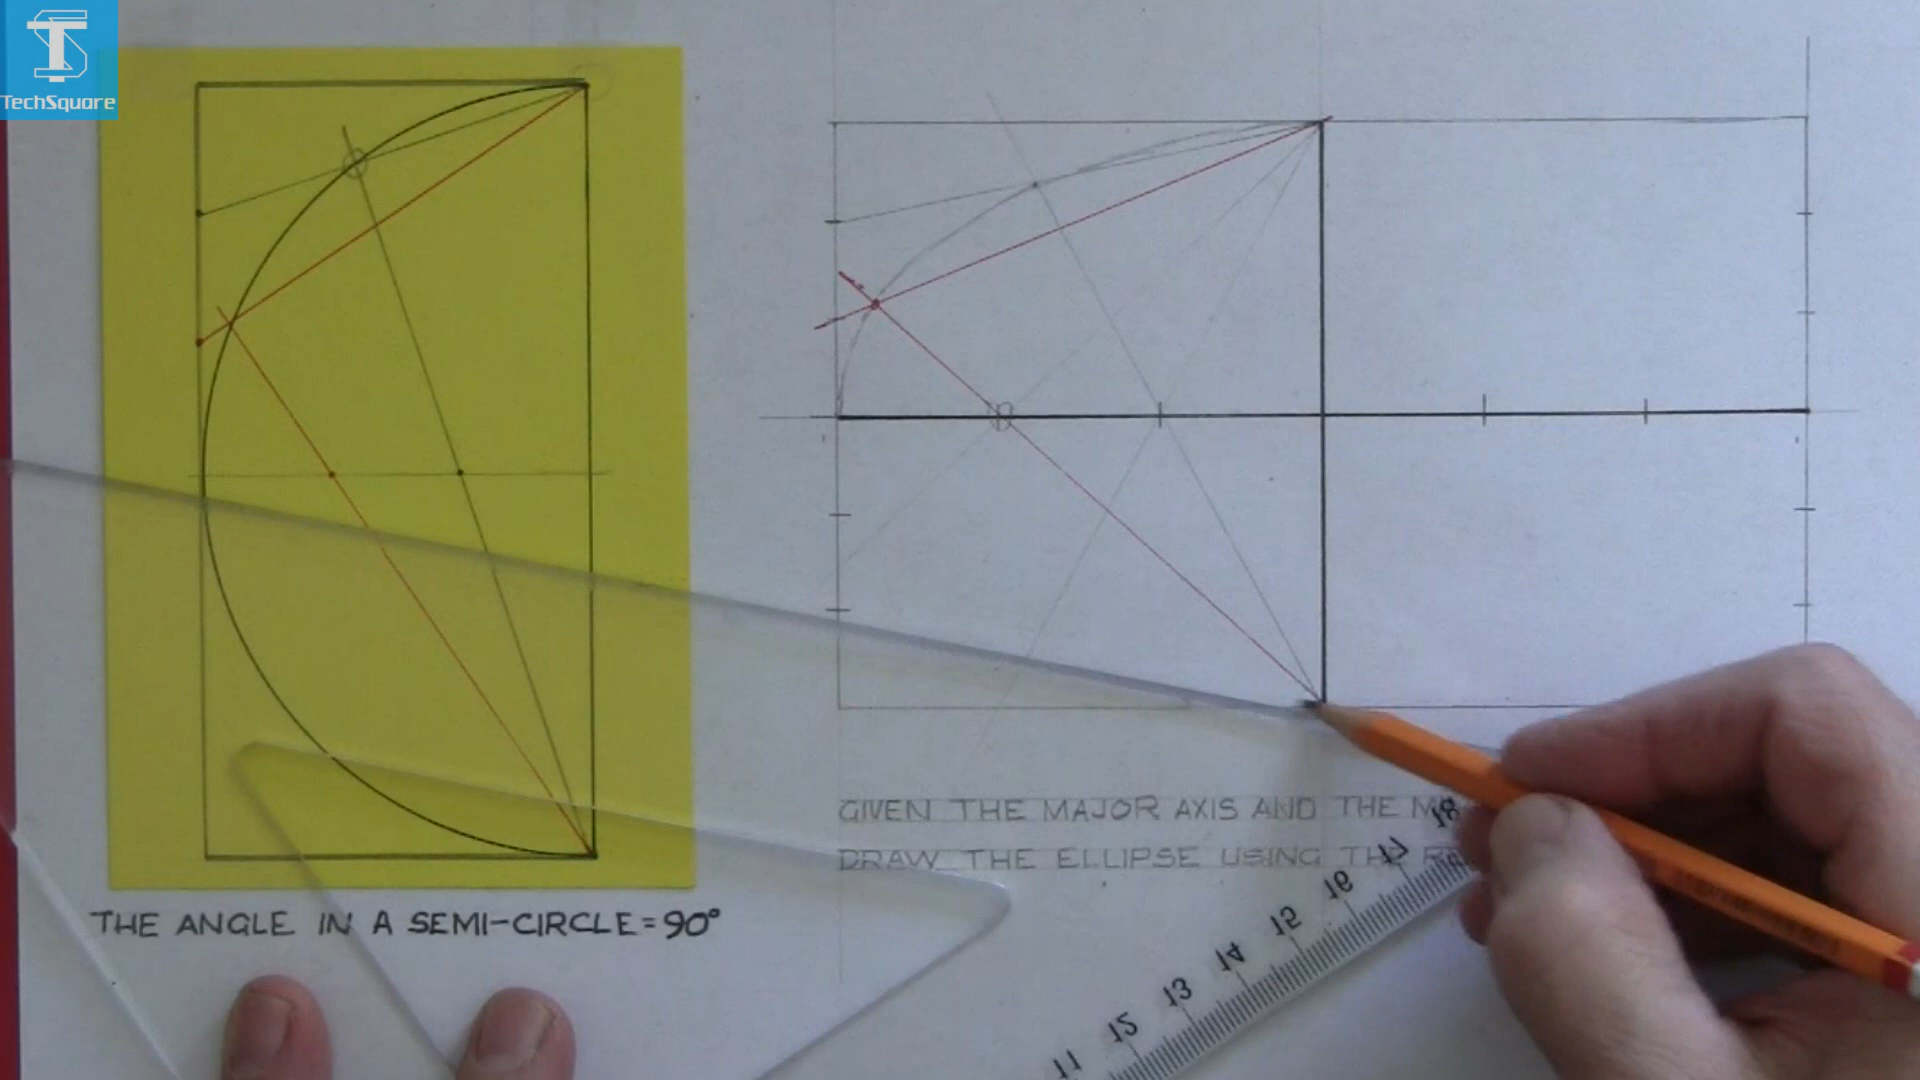 TechSquare
GIVEN THE MAJOR AXIS AND THE
DRAW THE ELLIPSE USING THE
THE ANGLE IN A SEMI-CIRCLE = 90°
11 12 13 14 15 16 17 18